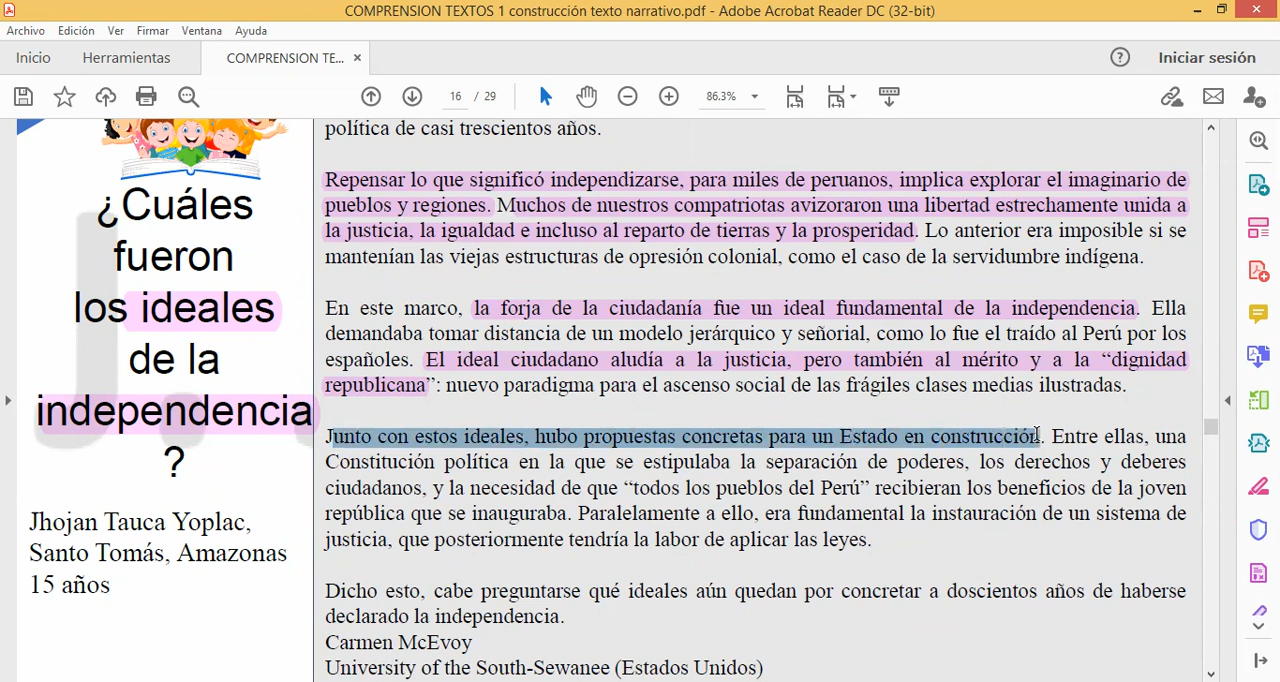 COMPRENSION TEXTOS 1 construcción texto narrativo.pdf - Adobe Acrobat Reader DC (32-bit)
Archivo Edición Ver Firmar Ventana Ayuda
Inicio Herramientas COMPRENSION TE... × Iniciar sesión
16 / 29 86.3%
¿Cuáles
fueron
los ideales
de la
independencia
?
Jhojan Tauca Yoplac,
Santo Tomás, Amazonas
15 años
política de casi trescientos años.
Repensar lo que significó independizarse, para miles de peruanos, implica explorar el imaginario de
pueblos y regiones. Muchos de nuestros compatriotas avizoraron una libertad estrechamente unida a
la justicia, la igualdad e incluso al reparto de tierras y la prosperidad. Lo anterior era imposible si se
mantenían las viejas estructuras de opresión colonial, como el caso de la servidumbre indígena.
En este marco, la forja de la ciudadanía fue un ideal fundamental de la independencia. Ella
demandaba tomar distancia de un modelo jerárquico y señorial, como lo fue el traído al Perú por los
españoles. El ideal ciudadano aludía a la justicia, pero también al mérito y a la “dignidad
republicana”: nuevo paradigma para el ascenso social de las frágiles clases medias ilustradas.
Junto con estos ideales, hubo propuestas concretas para un Estado en construcción. Entre ellas, una
Constitución política en la que se estipulaba la separación de poderes, los derechos y deberes
ciudadanos, y la necesidad de que “todos los pueblos del Perú” recibieran los beneficios de la joven
república que se inauguraba. Paralelamente a ello, era fundamental la instauración de un sistema de
justicia, que posteriormente tendría la labor de aplicar las leyes.
Dicho esto, cabe preguntarse qué ideales aún quedan por concretar a doscientos años de haberse
declarado la independencia.
Carmen McEvoy
University of the South-Sewanee (Estados Unidos)